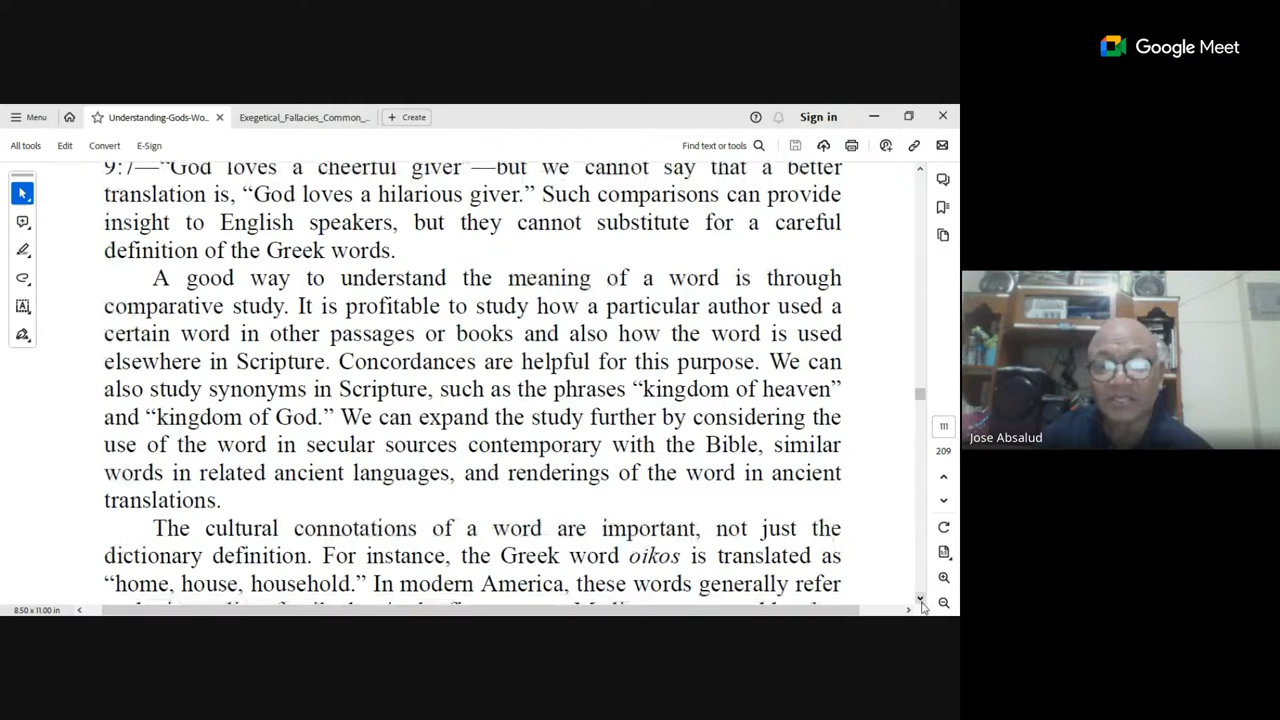 Google Meet
Menu
Understanding-Gods-Wo...
Exegetical_Fallacies_Common_...
Create
Sign in
All tools
Edit
Convert
E-Sign
Find text or tools
9:7—“God loves a cheerful giver”—but we cannot say that a better
translation is, “God loves a hilarious giver.” Such comparisons can provide
insight to English speakers, but they cannot substitute for a careful
definition of the Greek words.
A good way to understand the meaning of a word is through
comparative study. It is profitable to study how a particular author used a
certain word in other passages or books and also how the word is used
elsewhere in Scripture. Concordances are helpful for this purpose. We can
also study synonyms in Scripture, such as the phrases “kingdom of heaven”
and “kingdom of God.” We can expand the study further by considering the
use of the word in secular sources contemporary with the Bible, similar
words in related ancient languages, and renderings of the word in ancient
translations.
The cultural connotations of a word are important, not just the
dictionary definition. For instance, the Greek word oikos is translated as
“home, house, household.” In modern America, these words generally refer
111
209
8.50 x 11.00 in
Jose Absalud